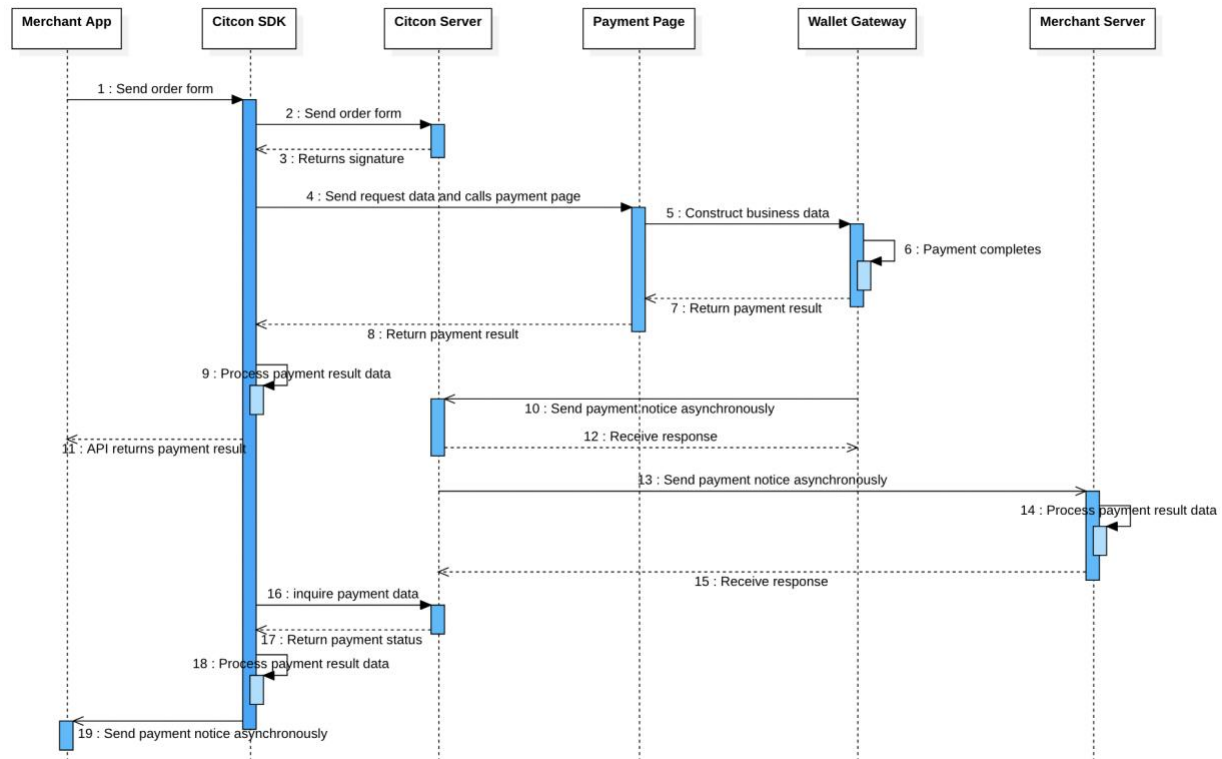 Merchant App
Citcon SDK
Citcon Server
Payment Page
Wallet Gateway
Merchant Server
1 : Send order form
2 : Send order form
3 : Returns signature
4 : Send request data and calls payment page
5 : Construct business data
6 : Payment completes
7 : Return payment result
8 : Return payment result
9 : Process payment result data
10 : Send payment notice asynchronously
12 : Receive response
11 : API returns payment result
13 : Send payment notice asynchronously
14 : Process payment result data
15 : Receive response
16 : inquire payment data
17 : Return payment status
18 : Process payment result data
19 : Send payment notice asynchronously